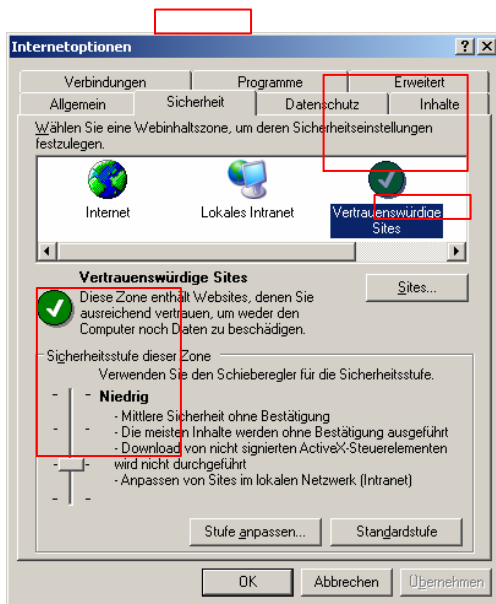 Internetoptionen
Verbindungen Programme Erweitert
Allgemein Sicherheit Datenschutz Inhalte
Wählen Sie eine Webinhaltszone, um deren Sicherheitseinstellungen
festzulegen.
Internet Lokales Intranet Vertrauenswürdige
Sites
Vertrauenswürdige Sites
Sites...
Diese Zone enthält Websites, denen Sie
ausreichend vertrauen, um weder den
Computer noch Daten zu beschädigen.
Sicherheitsstufe dieser Zone
Verwenden Sie den Schieberegler für die Sicherheitsstufe.
Niedrig
- Mittlere Sicherheit ohne Bestätigung
- Die meisten Inhalte werden ohne Bestätigung ausgeführt
- Download von nicht signierten ActiveX-Steuerelementen
wird nicht durchgeführt
- Anpassen von Sites im lokalen Netzwerk (Intranet)
Stufe anpassen... Standardstufe
OK Abbrechen Übernehmen